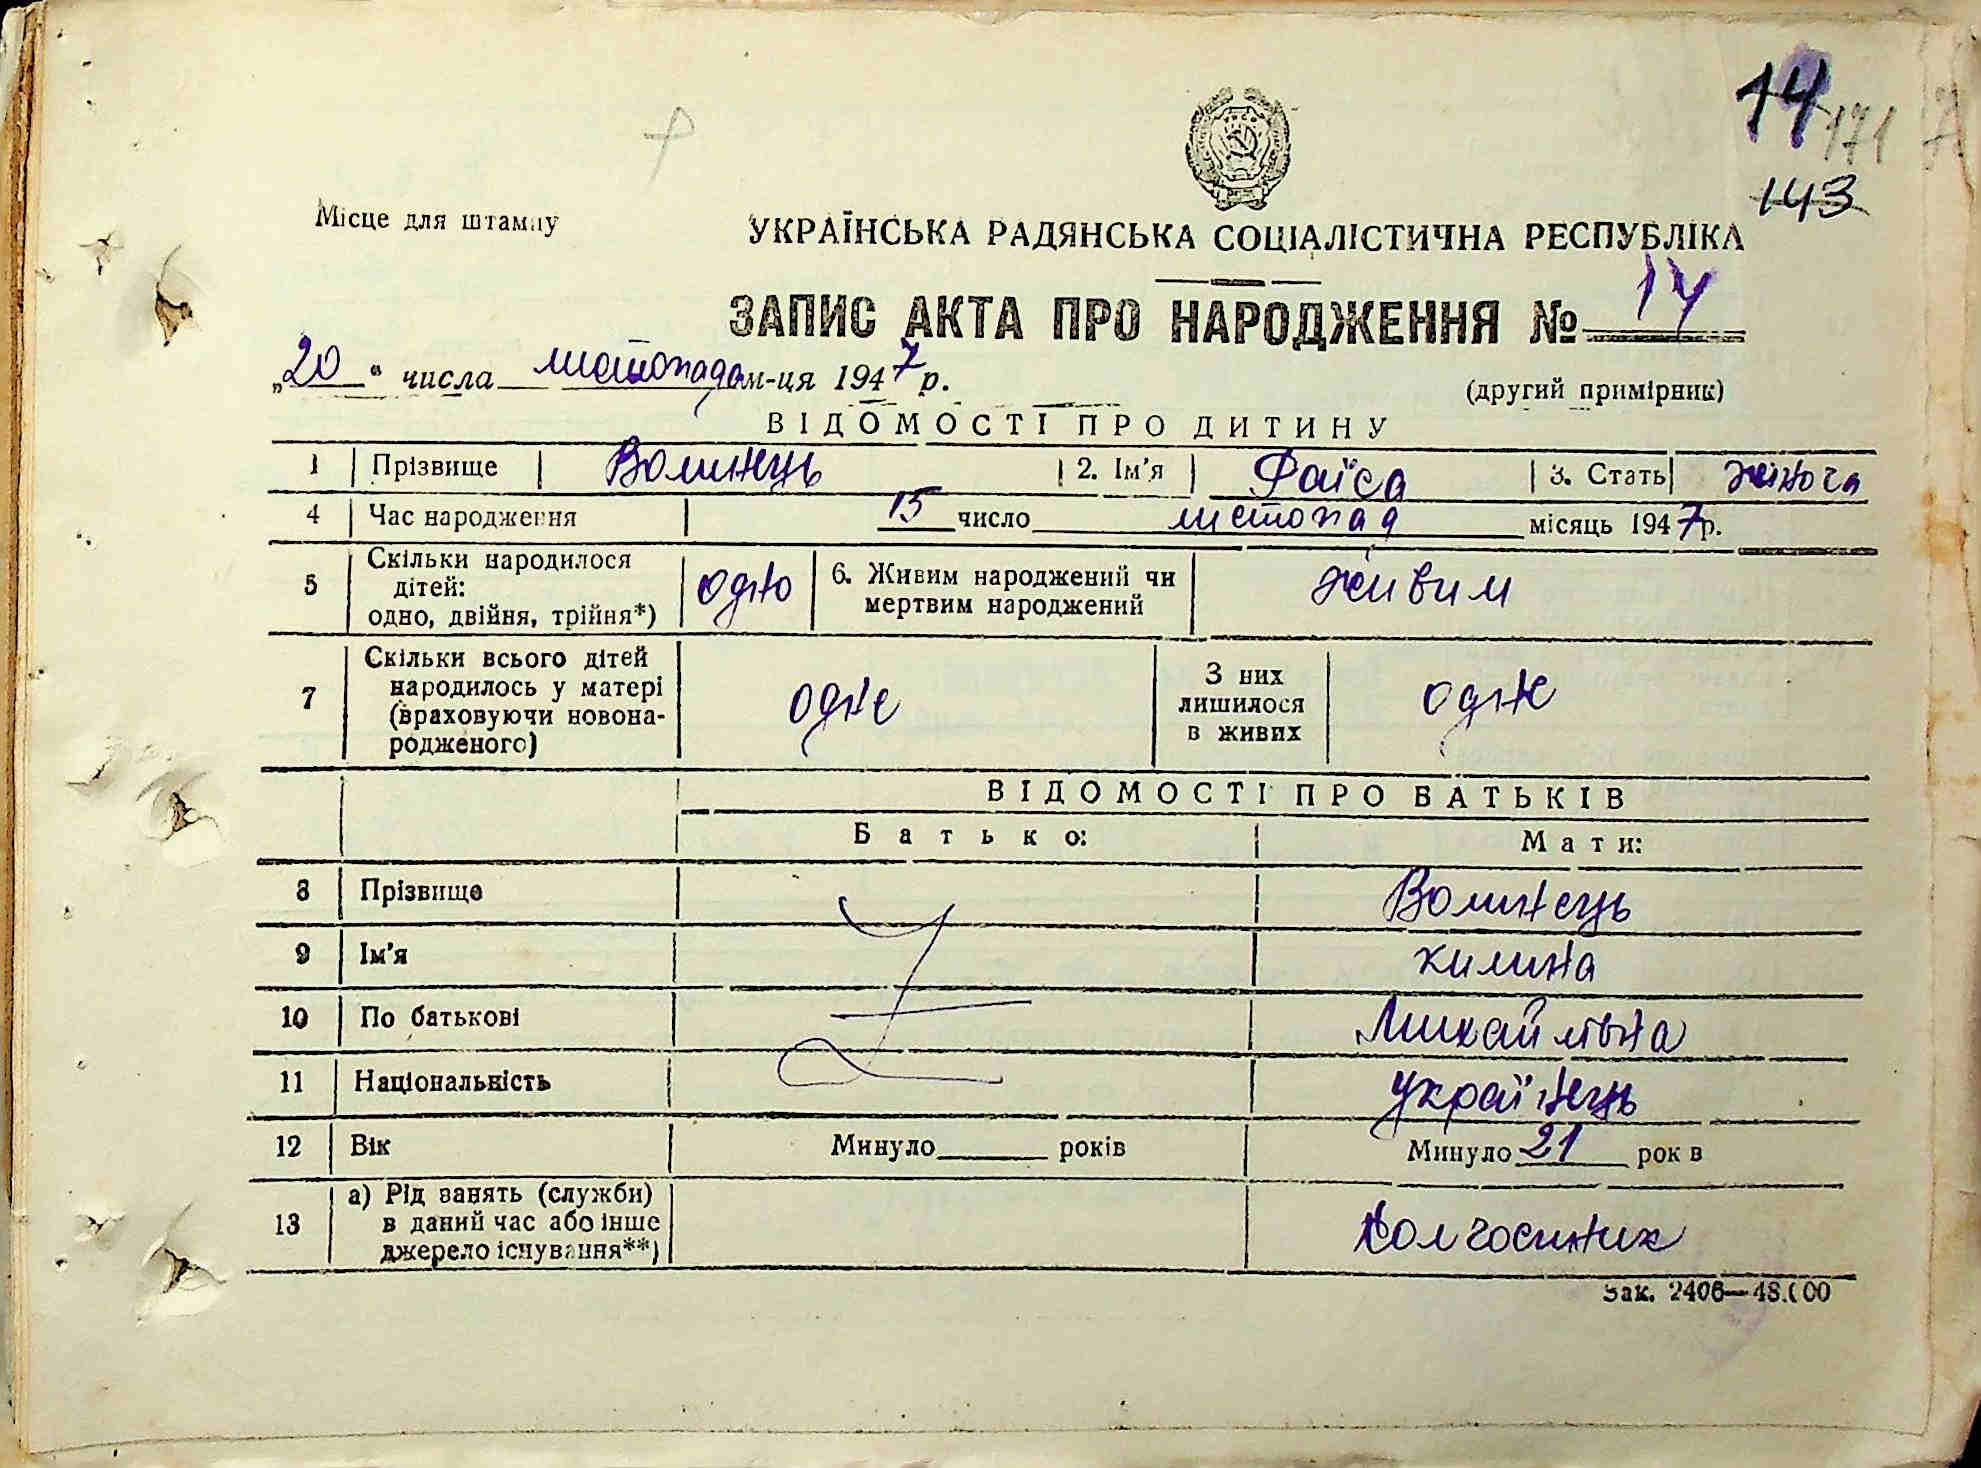 14
171
143
Місце для штампу
УКРАЇНСЬКА РАДЯНСЬКА СОЦІАЛІСТИЧНА РЕСПУБЛІКА
ЗАПИС АКТА ПРО НАРОДЖЕННЯ № 14
„20“ числа листопада м-ця 1947 р.
(другий примірник)
ВІДОМОСТІ ПРО ДИТИНУ
1 Прізвище Волинець 2. Ім'я Фаїса 3. Стать жіноча
4 Час народження 15 число листопад місяць 1947 р.
5 Скільки народилося дітей: одно, двійня, трійня*) одно 6. Живим народжений чи мертвим народжений живим
7 Скільки всього дітей народилось у матері (враховуючи новонародженого) одне З них лишилося в живих одне
ВІДОМОСТІ ПРО БАТЬКІВ
Батько: Мати:
8 Прізвище Волинець
9 Ім'я килина
10 По батькові Михайлівна
11 Національність українець
12 Вік Минуло років Минуло 21 рок в
13 а) Рід занять (служби) в даний час або інше джерело існування**) колгоспник
Зак. 2406—48.000